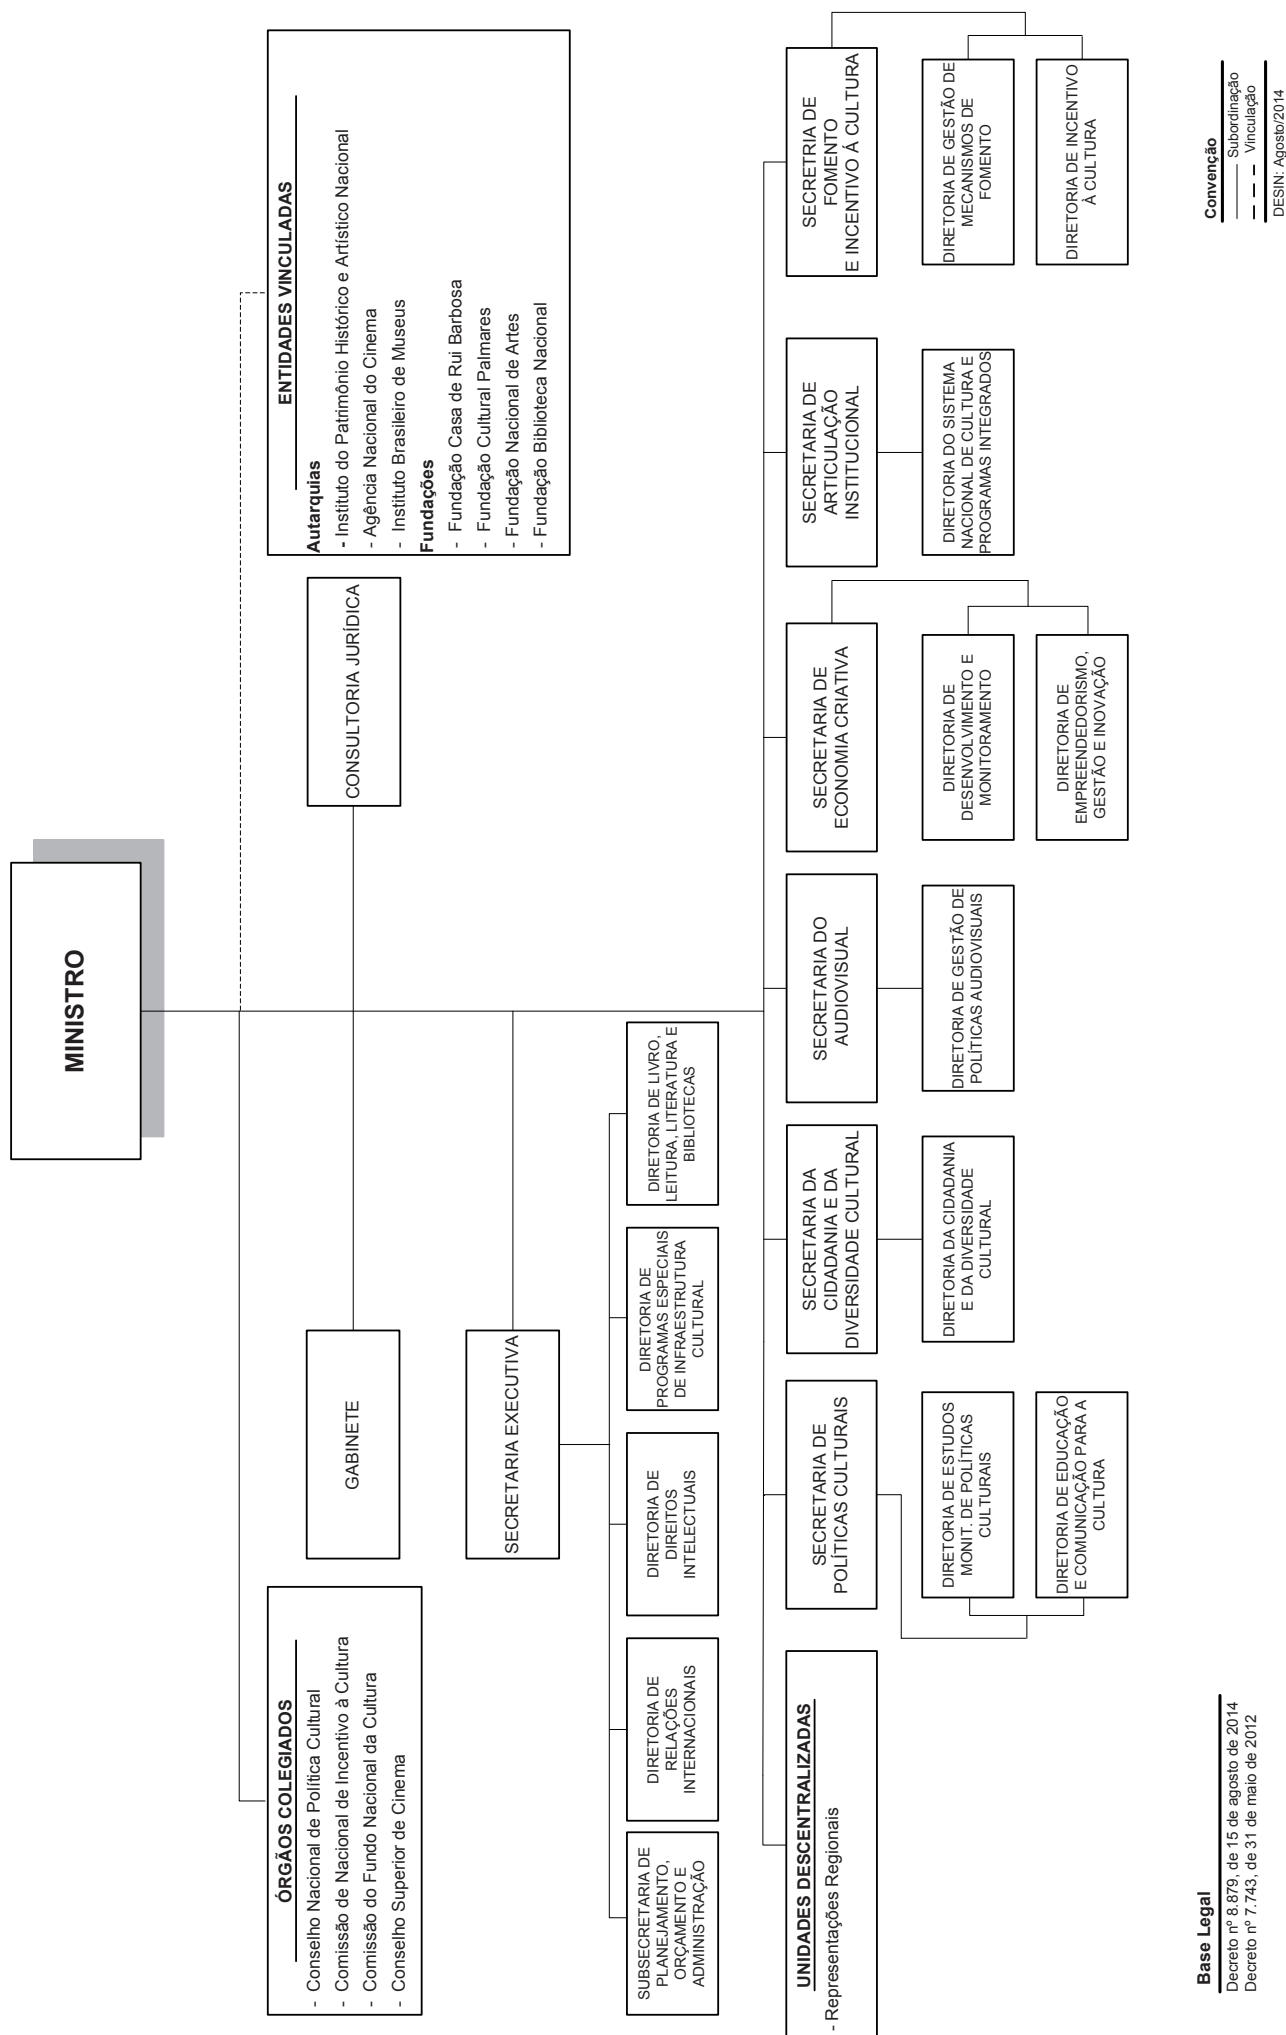 MINISTRO
ÓRGÃOS COLEGIADOS
- Conselho Nacional de Política Cultural
- Comissão de Nacional de Incentivo à Cultura
- Comissão do Fundo Nacional da Cultura
- Conselho Superior de Cinema
GABINETE
CONSULTORIA JURÍDICA
ENTIDADES VINCULADAS
Autarquias
- Instituto do Patrimônio Histórico e Artístico Nacional
- Agência Nacional do Cinema
- Instituto Brasileiro de Museus
Fundações
- Fundação Casa de Rui Barbosa
- Fundação Cultural Palmares
- Fundação Nacional de Artes
- Fundação Biblioteca Nacional
SECRETARIA EXECUTIVA
SUBSECRETARIA DE
PLANEJAMENTO,
ORÇAMENTO E
ADMINISTRAÇÃO
DIRETORIA DE
RELAÇÕES
INTERNACIONAIS
DIRETORIA DE
DIREITOS
INTELECTUAIS
DIRETORIA DE
PROGRAMAS ESPECIAIS
DE INFRAESTRUTURA
CULTURAL
DIRETORIA DE LIVRO,
LEITURA, LITERATURA E
BIBLIOTECAS
UNIDADES DESCENTRALIZADAS
- Representações Regionais
SECRETARIA DE
POLÍTICAS CULTURAIS
DIRETORIA DE ESTUDOS
MONIT. DE POLÍTICAS
CULTURAIS
DIRETORIA DE EDUCAÇÃO
E COMUNICAÇÃO PARA A
CULTURA
SECRETARIA DA
CIDADANIA E DA
DIVERSIDADE CULTURAL
DIRETORIA DA CIDADANIA
E DA DIVERSIDADE
CULTURAL
SECRETARIA DO
AUDIOVISUAL
DIRETORIA DE GESTÃO DE
POLÍTICAS AUDIOVISUAIS
SECRETARIA DE
ECONOMIA CRIATIVA
DIRETORIA DE
DESENVOLVIMENTO E
MONITORAMENTO
DIRETORIA DE
EMPREENDEDORISMO,
GESTÃO E INOVAÇÃO
SECRETARIA DE
ARTICULAÇÃO
INSTITUCIONAL
DIRETORIA DO SISTEMA
NACIONAL DE CULTURA E
PROGRAMAS INTEGRADOS
SECRETRIA DE
FOMENTO
E INCENTIVO Á CULTURA
DIRETORIA DE GESTÃO DE
MECANISMOS DE
FOMENTO
DIRETORIA DE INCENTIVO
À CULTURA
Base Legal
Decreto nº 8.879, de 15 de agosto de 2014
Decreto nº 7.743, de 31 de maio de 2012
Convenção
Subordinação
Vinculação
DESIN: Agosto/2014